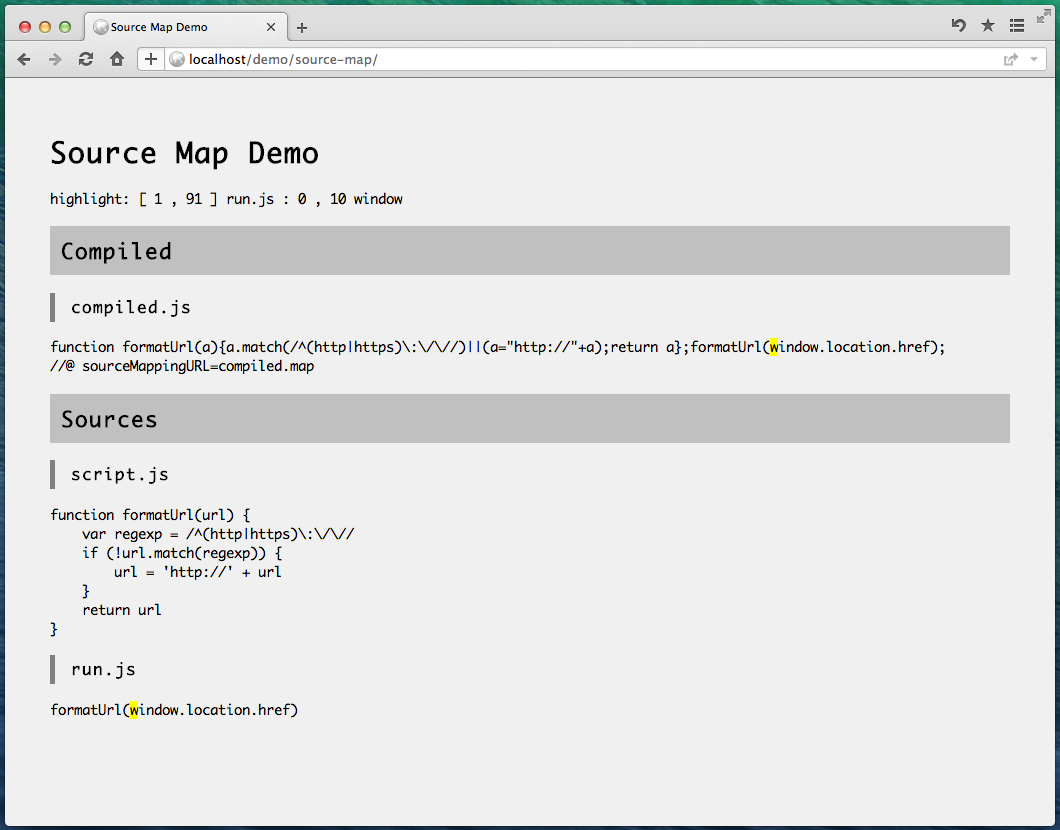 Source Map Demo
localhost/demo/source-map/
Source Map Demo
highlight: [ 1 , 91 ] run.js : 0 , 10 window
Compiled
compiled.js
function formatUrl(a){a.match(/^(http|https)\:\/\//)||(a="http://"+a);return a};formatUrl(window.location.href);
//@ sourceMappingURL=compiled.map
Sources
script.js
function formatUrl(url) {
    var regexp = /^(http|https)\:\/\//
    if (!url.match(regexp)) {
        url = 'http://' + url
    }
    return url
}
run.js
formatUrl(window.location.href)